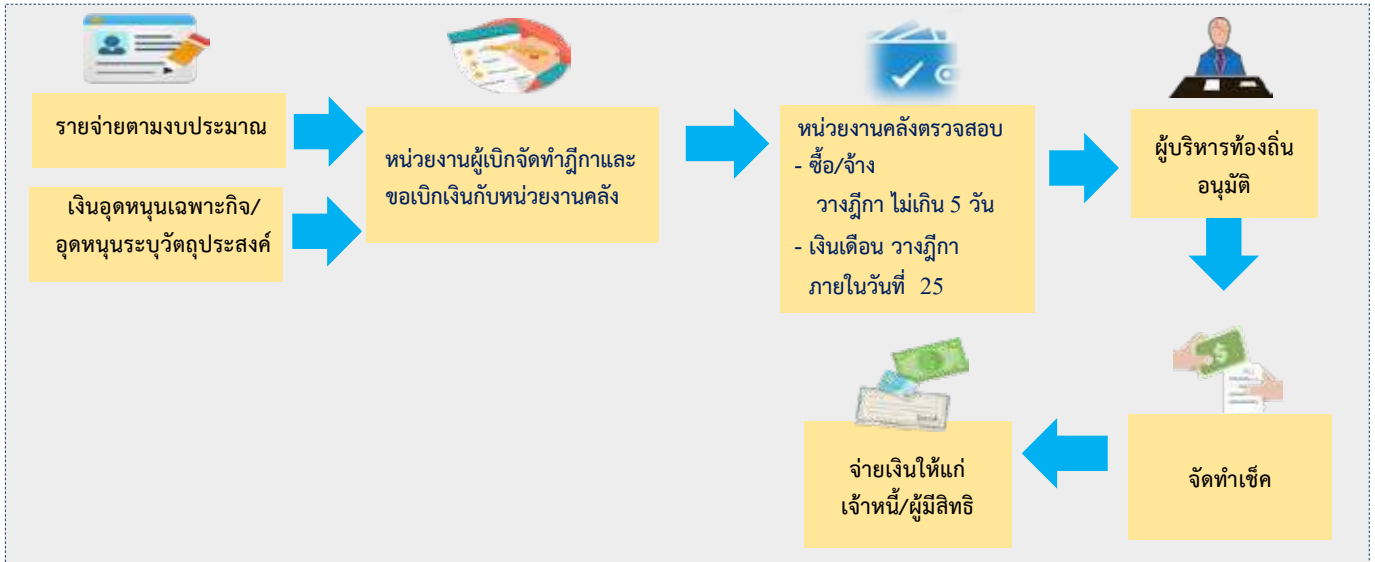 รายจ่ายตามงบประมาณ
เงินอุดหนุนเฉพาะกิจ/
อุดหนุนระบุวัตถุประสงค์
หน่วยงานผู้เบิกจัดทำฎีกาและ
ขอเบิกเงินกับหน่วยงานคลัง
หน่วยงานคลังตรวจสอบ
- ซื้อ/จ้าง
วางฎีกา ไม่เกิน 5 วัน
- เงินเดือน วางฎีกา
ภายในวันที่ 25
ผู้บริหารท้องถิ่น
อนุมัติ
จัดทำเช็ค
จ่ายเงินให้แก่
เจ้าหนี้/ผู้มีสิทธิ